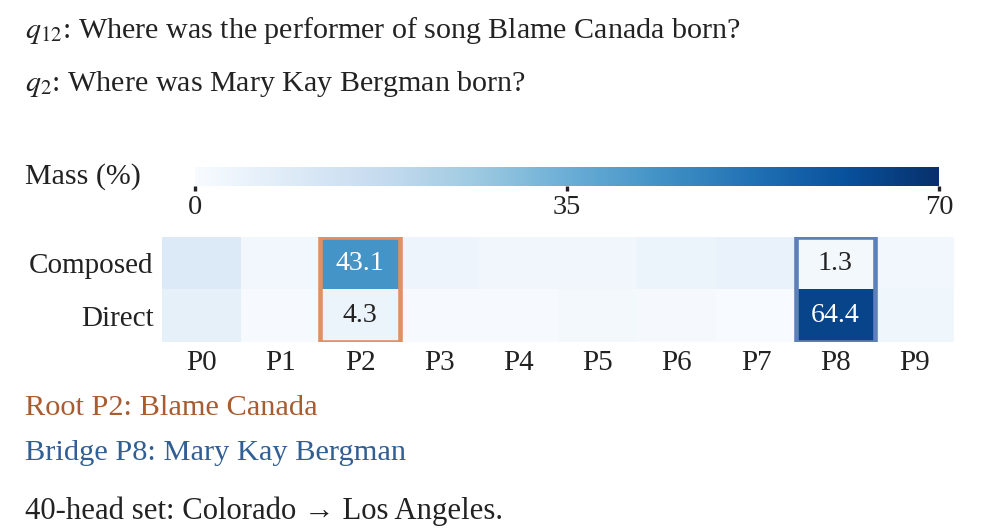 q12: Where was the performer of song Blame Canada born?
q2: Where was Mary Kay Bergman born?
Mass (%)
0 35 70
Composed 43.1 1.3
Direct 4.3 64.4
P0 P1 P2 P3 P4 P5 P6 P7 P8 P9
Root P2: Blame Canada
Bridge P8: Mary Kay Bergman
40-head set: Colorado → Los Angeles.